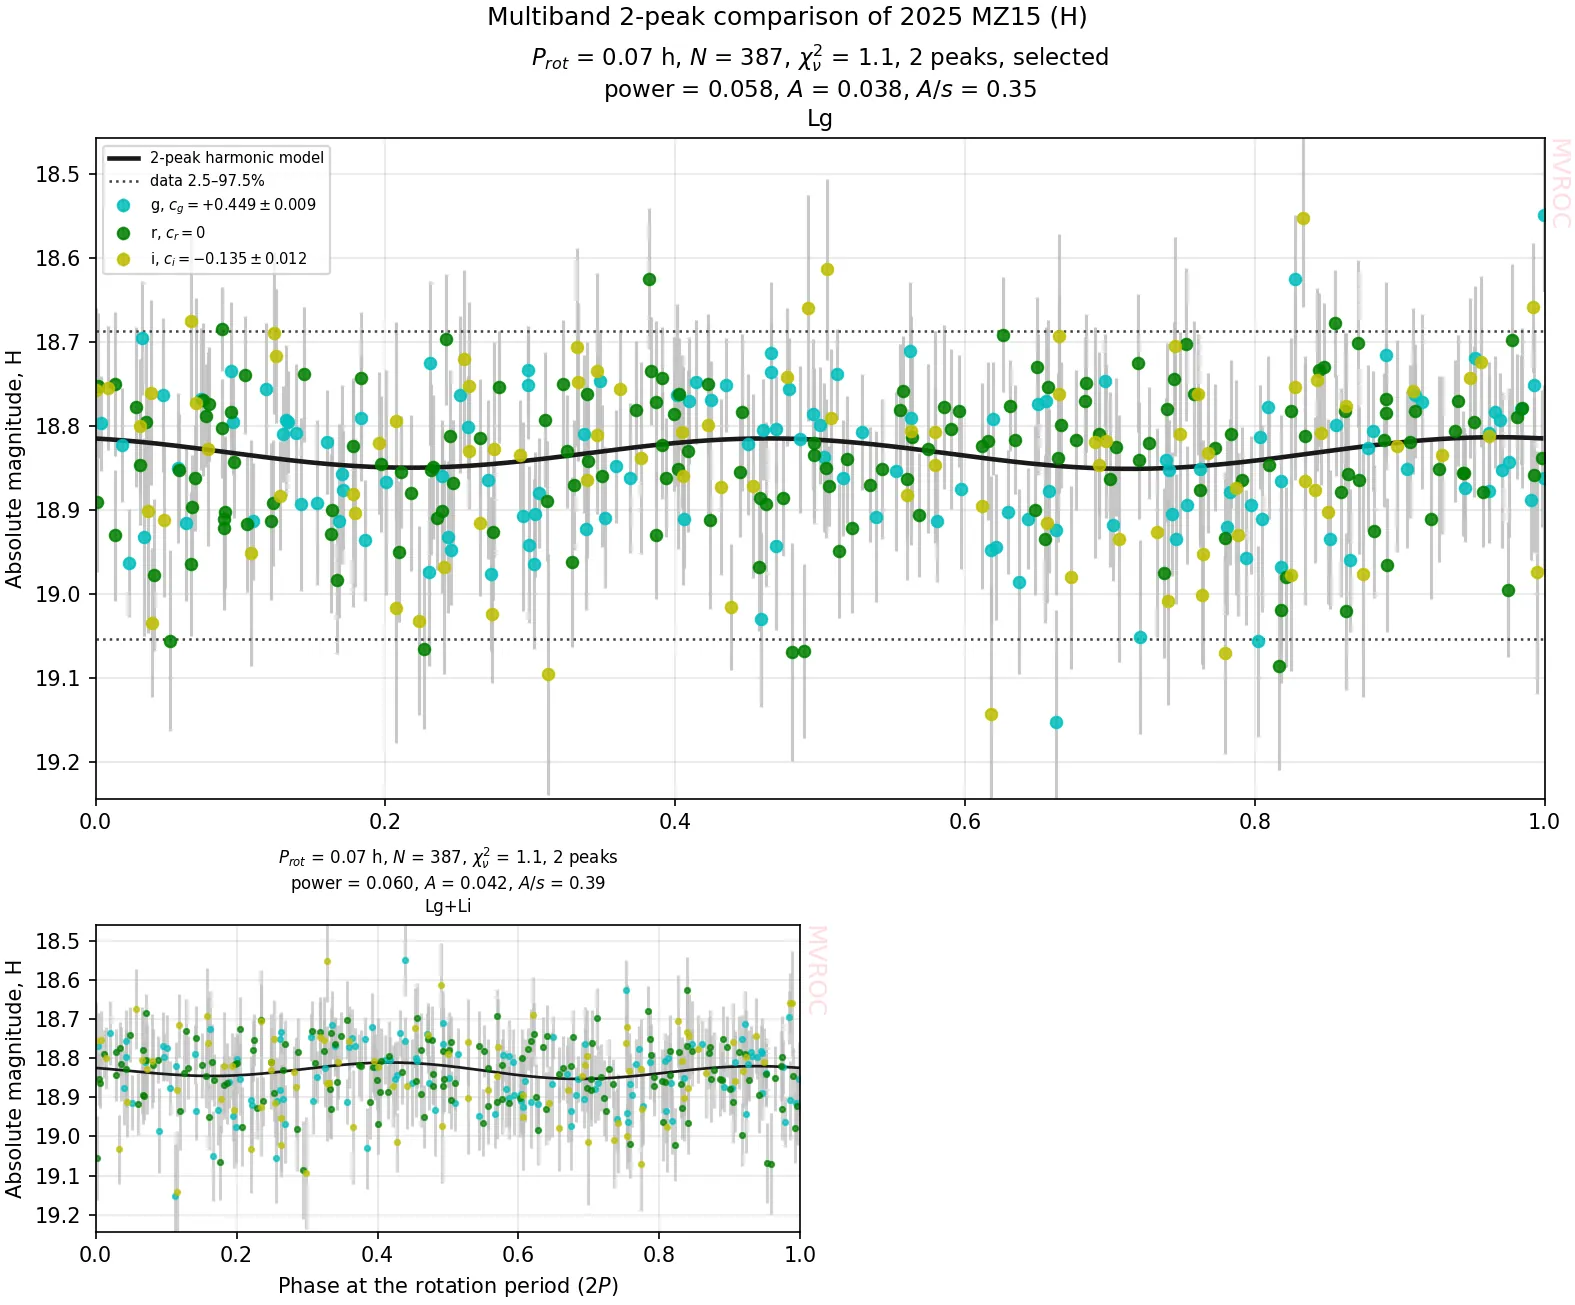 Multiband 2-peak comparison of 2025 MZ15 (H)
P_rot = 0.07 h, N = 387, χ²_ν = 1.1, 2 peaks, selected
power = 0.058, A = 0.038, A/s = 0.35
Lg
2-peak harmonic model
data 2.5–97.5%
g, c_g = +0.449 ± 0.009
r, c_r = 0
i, c_i = −0.135 ± 0.012
Absolute magnitude, H
18.5
18.6
18.7
18.8
18.9
19.0
19.1
19.2
0.0 0.2 0.4 0.6 0.8 1.0
MVROC
P_rot = 0.07 h, N = 387, χ²_ν = 1.1, 2 peaks
power = 0.060, A = 0.042, A/s = 0.39
Lg+Li
Absolute magnitude, H
18.5
18.6
18.7
18.8
18.9
19.0
19.1
19.2
0.0 0.2 0.4 0.6 0.8 1.0
Phase at the rotation period (2P)
MVROC